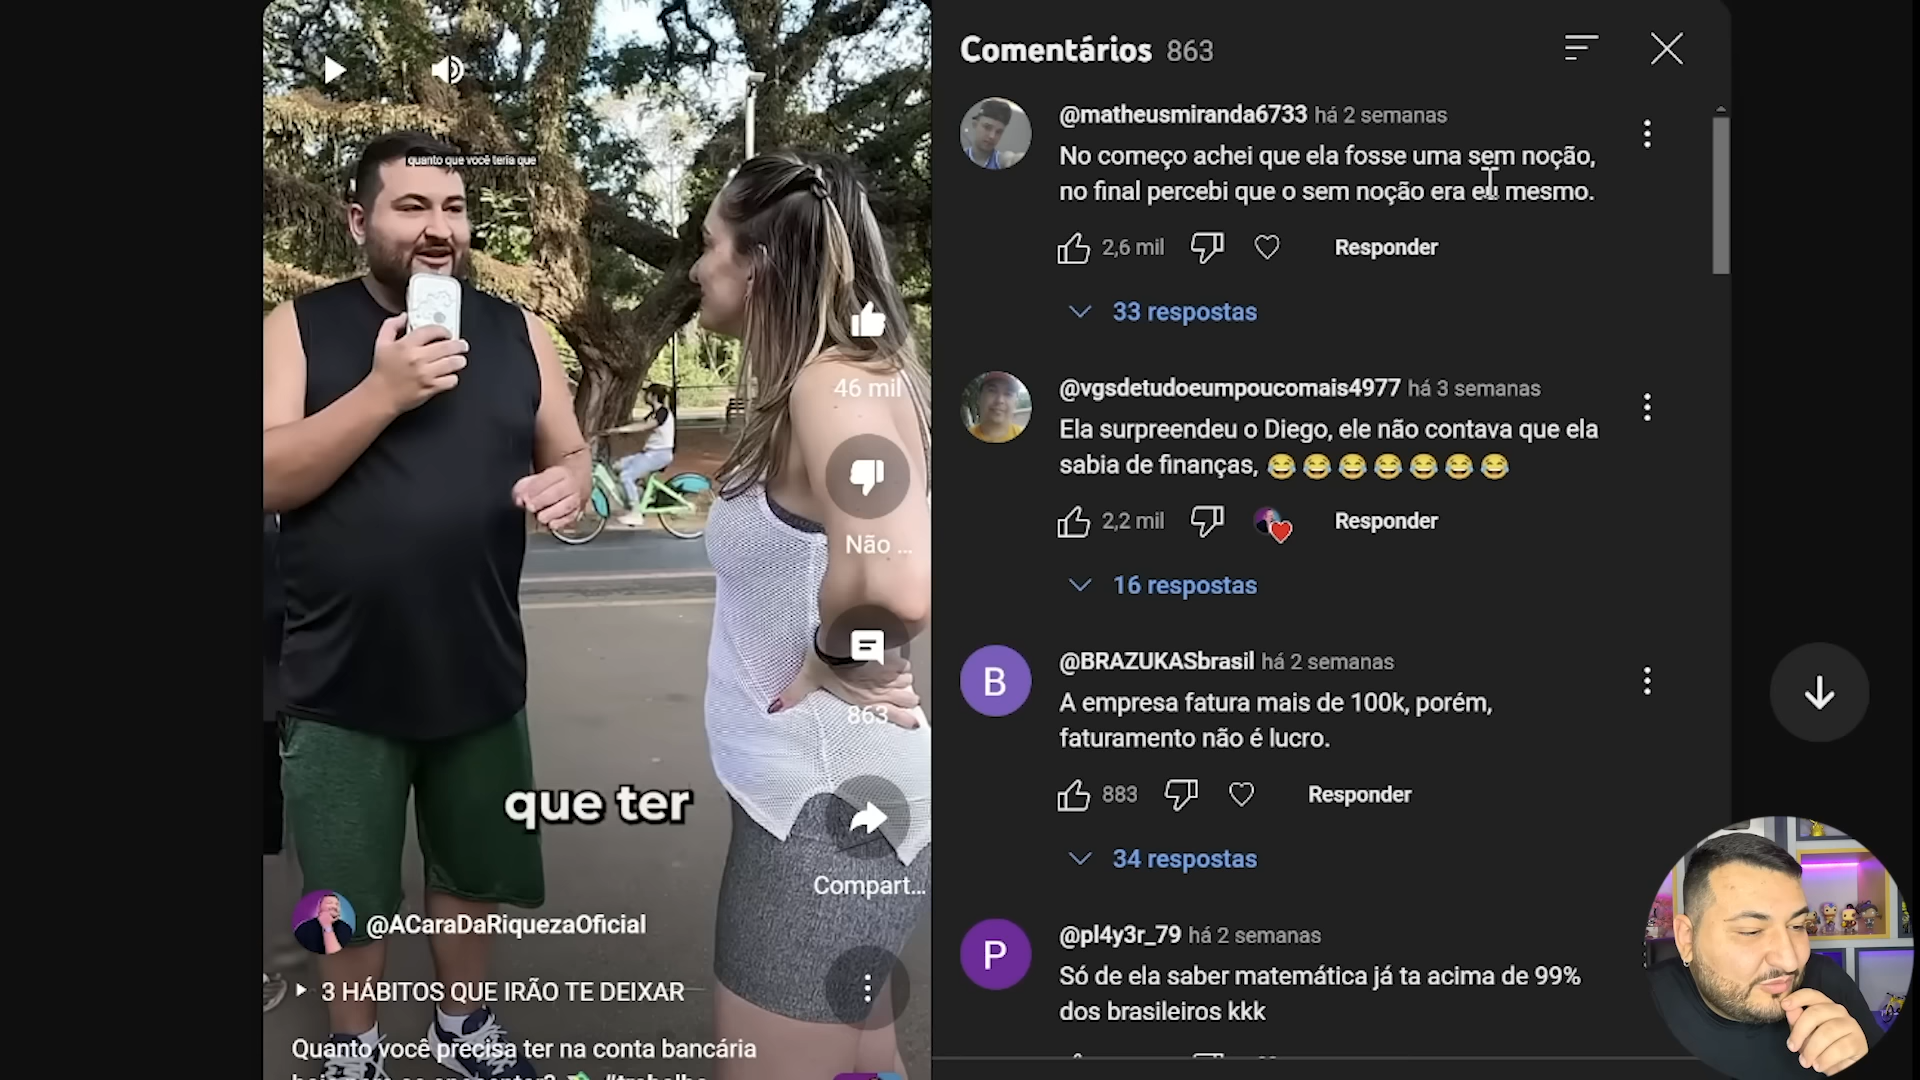 quanto que você teria que
46 mil
Não ...
863
que ter
Compart...
@ACaraDaRiquezaOficial
3 HÁBITOS QUE IRÃO TE DEIXAR
Quanto você precisa ter na conta bancária
Comentários 863
@matheusmiranda6733 há 2 semanas
No começo achei que ela fosse uma sem noção,
no final percebi que o sem noção era eu mesmo.
2,6 mil Responder
33 respostas
@vgsdetudoeumpoucomais4977 há 3 semanas
Ela surpreendeu o Diego, ele não contava que ela
sabia de finanças, 😂😂😂😂😂😂😂
2,2 mil Responder
16 respostas
B
@BRAZUKASbrasil há 2 semanas
A empresa fatura mais de 100k, porém,
faturamento não é lucro.
883 Responder
34 respostas
P
@pl4y3r_79 há 2 semanas
Só de ela saber matemática já ta acima de 99%
dos brasileiros kkk